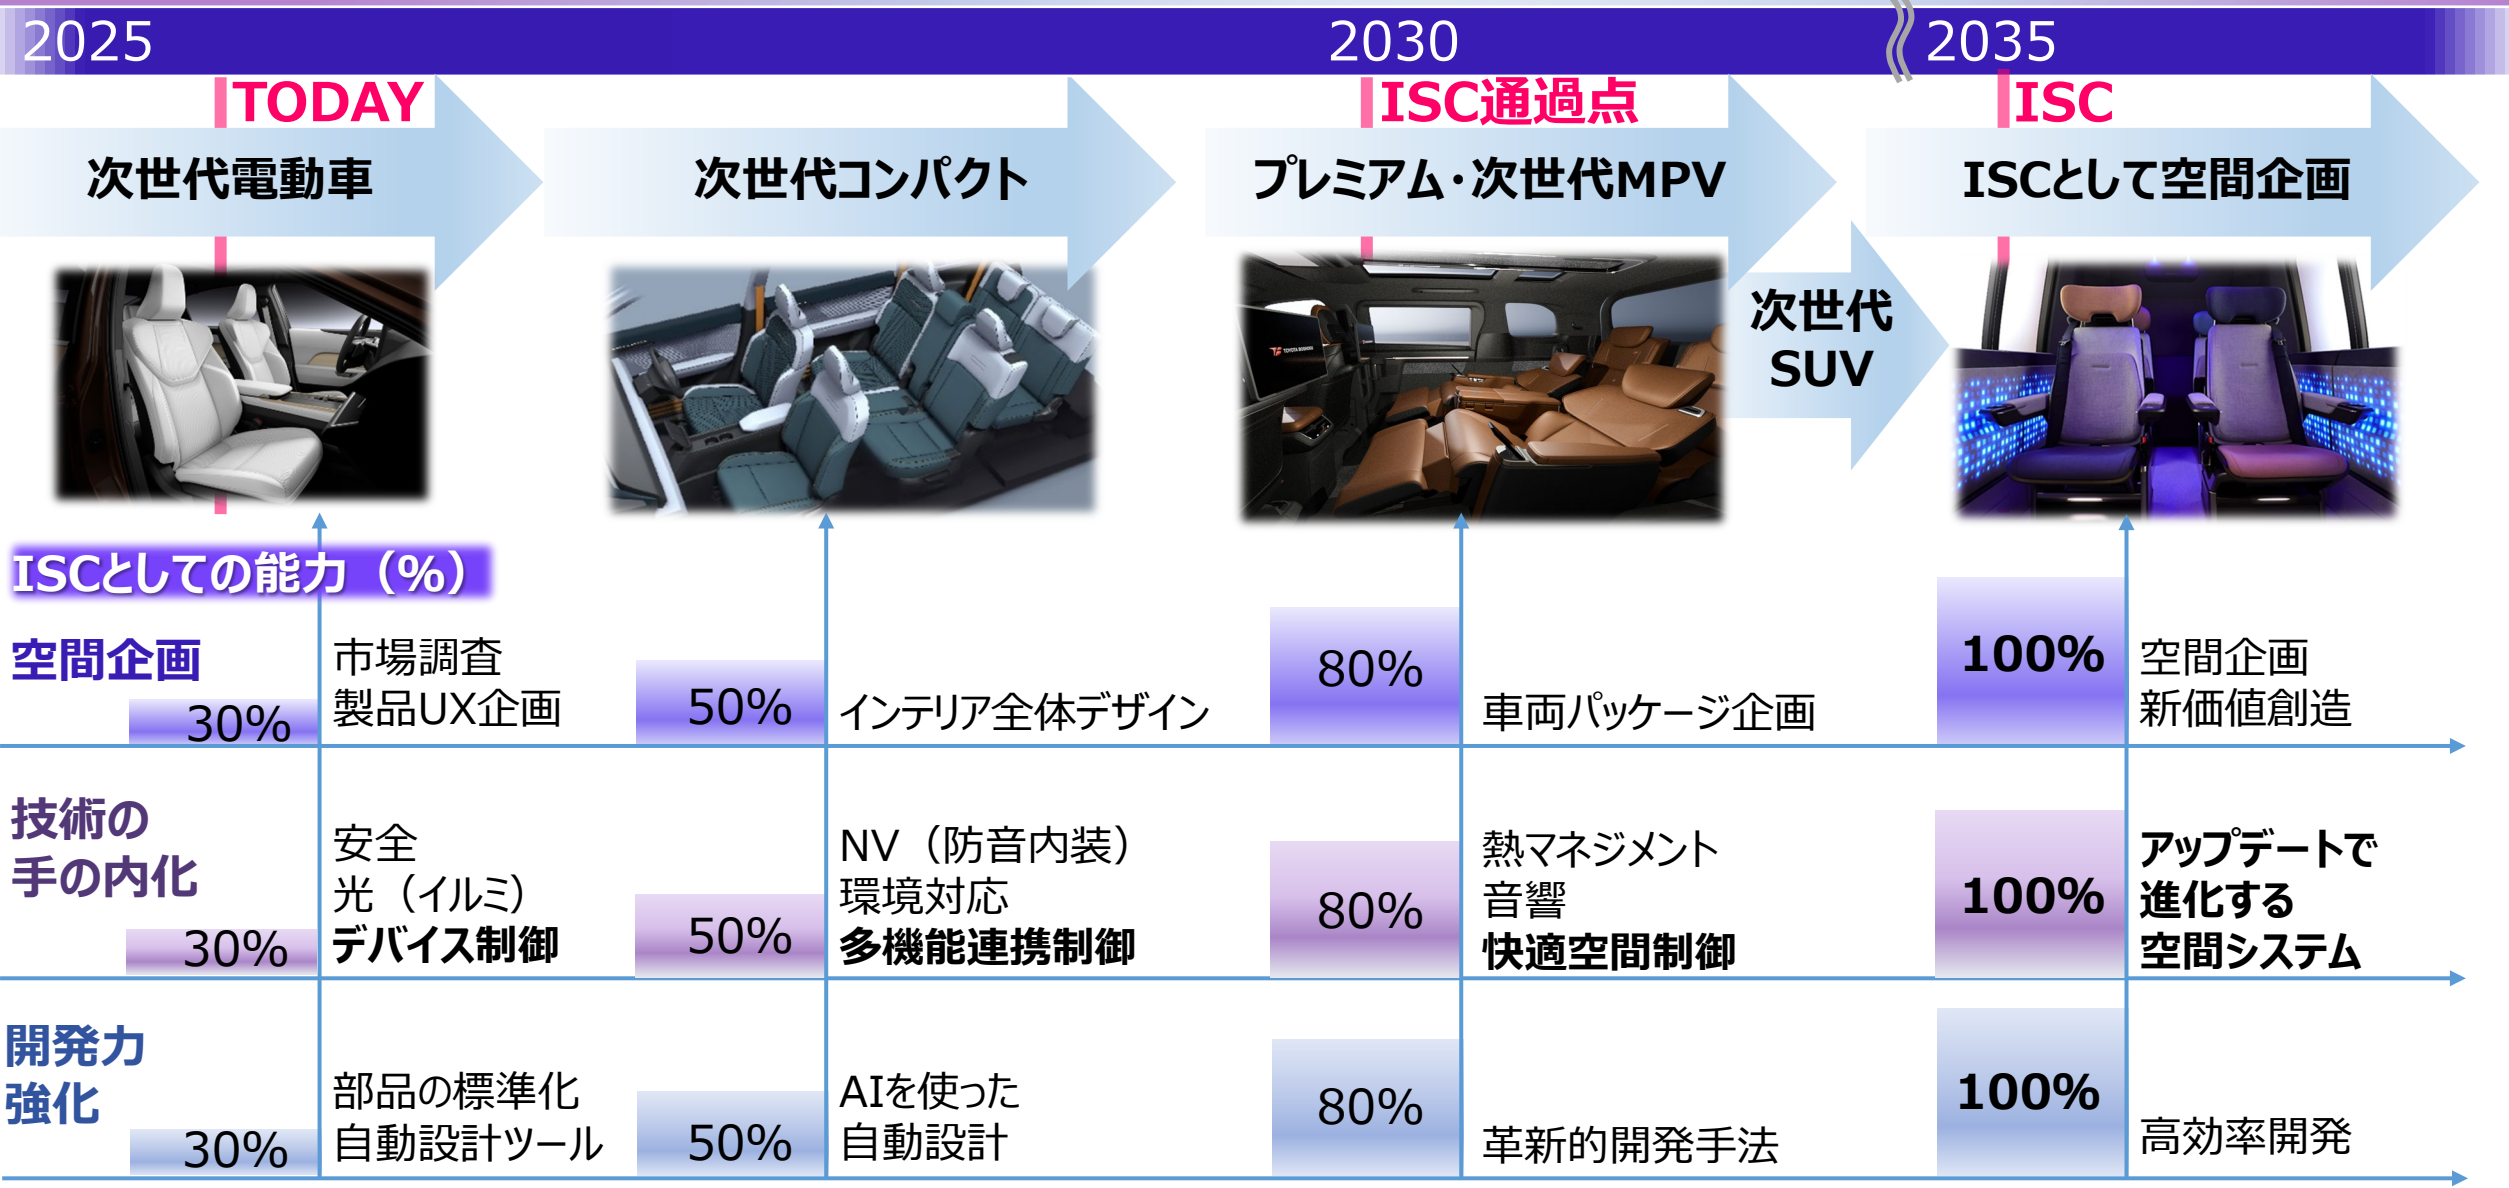 2025
2030
2035
TODAY
ISC通過点
ISC
次世代電動車
次世代コンパクト
プレミアム・次世代MPV
ISCとして空間企画
次世代
SUV
TOYOTA BOSHOKU
ISCとしての能力（%）
空間企画
30%
市場調査
製品UX企画
50%
インテリア全体デザイン
80%
車両パッケージ企画
100%
空間企画
新価値創造
技術の
手の内化
30%
安全
光（イルミ）
デバイス制御
50%
NV（防音内装）
環境対応
多機能連携制御
80%
熱マネジメント
音響
快適空間制御
100%
アップデートで
進化する
空間システム
開発力
強化
30%
部品の標準化
自動設計ツール
50%
AIを使った
自動設計
80%
革新的開発手法
100%
高効率開発